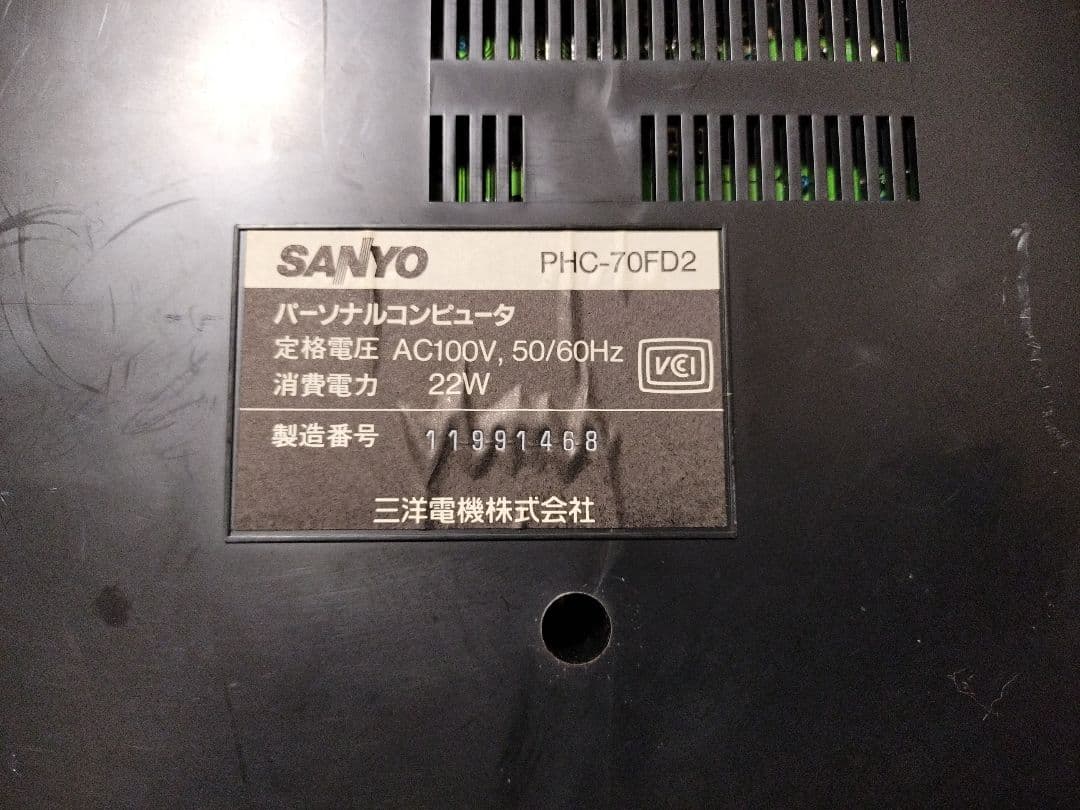 SANYO PHC-70FD2
パーソナルコンピュータ
定格電圧 AC100V, 50/60Hz
消費電力 22W
VCCI
製造番号 11991468
三洋電機株式会社